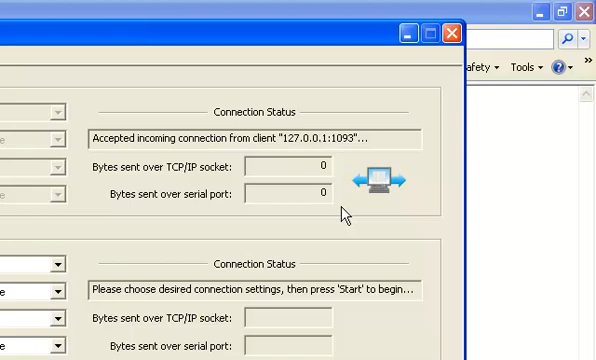 afety
Tools
Connection Status
e
Accepted incoming connection from client "127.0.0.1:1093"...
Bytes sent over TCP/IP socket: 0
e
Bytes sent over serial port: 0
Connection Status
e
Please choose desired connection settings, then press 'Start' to begin...
Bytes sent over TCP/IP socket:
e
Bytes sent over serial port: